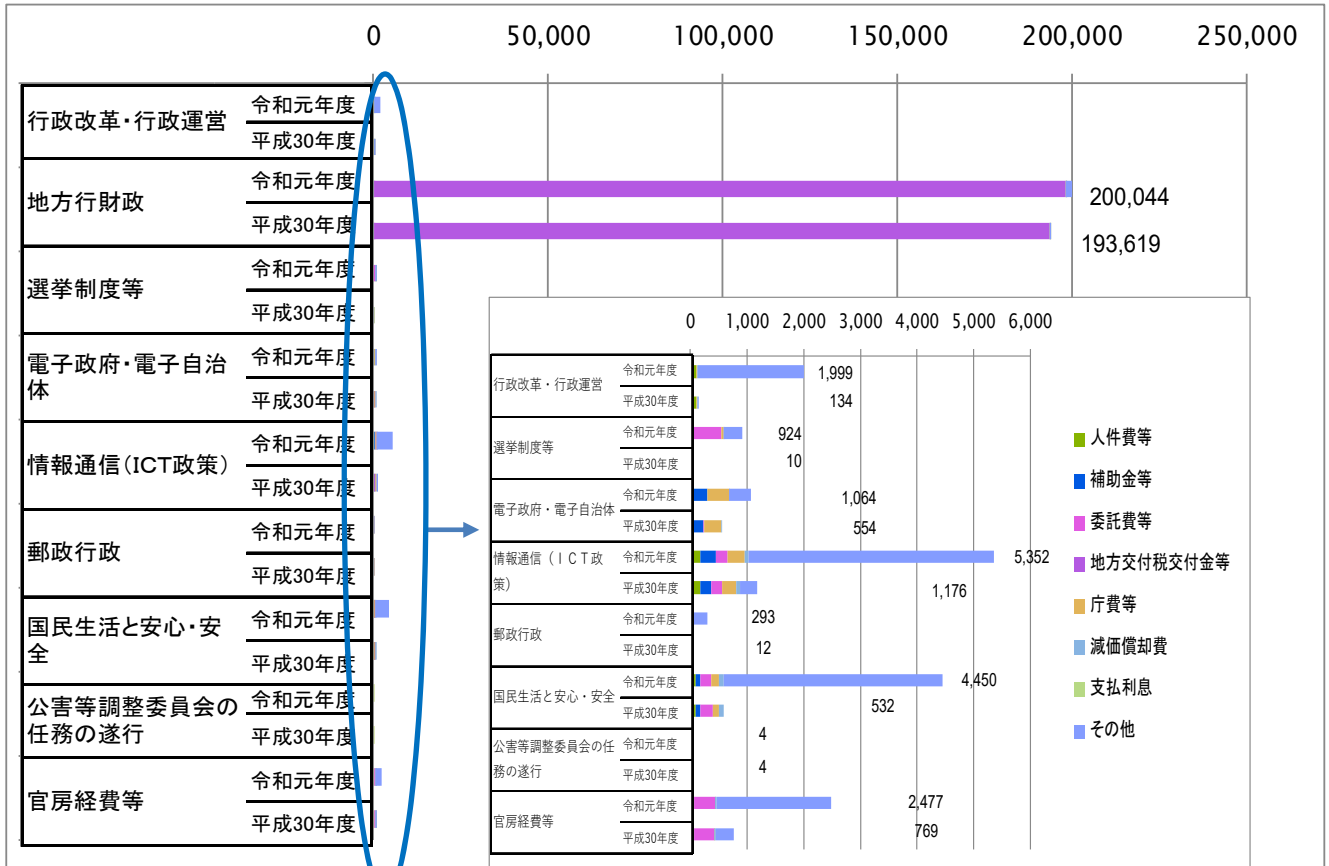 0 50,000 100,000 150,000 200,000 250,000
行政改革・行政運営
令和元年度
平成30年度
地方行財政
令和元年度
200,044
平成30年度
193,619
選挙制度等
令和元年度
平成30年度
電子政府・電子自治
体
令和元年度
平成30年度
情報通信（ICT政策）
令和元年度
平成30年度
郵政行政
令和元年度
平成30年度
国民生活と安心・安
全
令和元年度
平成30年度
公害等調整委員会の
任務の遂行
令和元年度
平成30年度
官房経費等
令和元年度
平成30年度
0 1,000 2,000 3,000 4,000 5,000 6,000
行政改革・行政運営
令和元年度
1,999
平成30年度
134
選挙制度等
令和元年度
924
平成30年度
10
電子政府・電子自治体
令和元年度
1,064
平成30年度
554
情報通信（ＩＣＴ政
策）
令和元年度
5,352
平成30年度
1,176
郵政行政
令和元年度
293
平成30年度
12
国民生活と安心・安全
令和元年度
4,450
平成30年度
532
公害等調整委員会の任
務の遂行
令和元年度
4
平成30年度
4
官房経費等
令和元年度
2,477
平成30年度
769
人件費等
補助金等
委託費等
地方交付税交付金等
庁費等
減価償却費
支払利息
その他